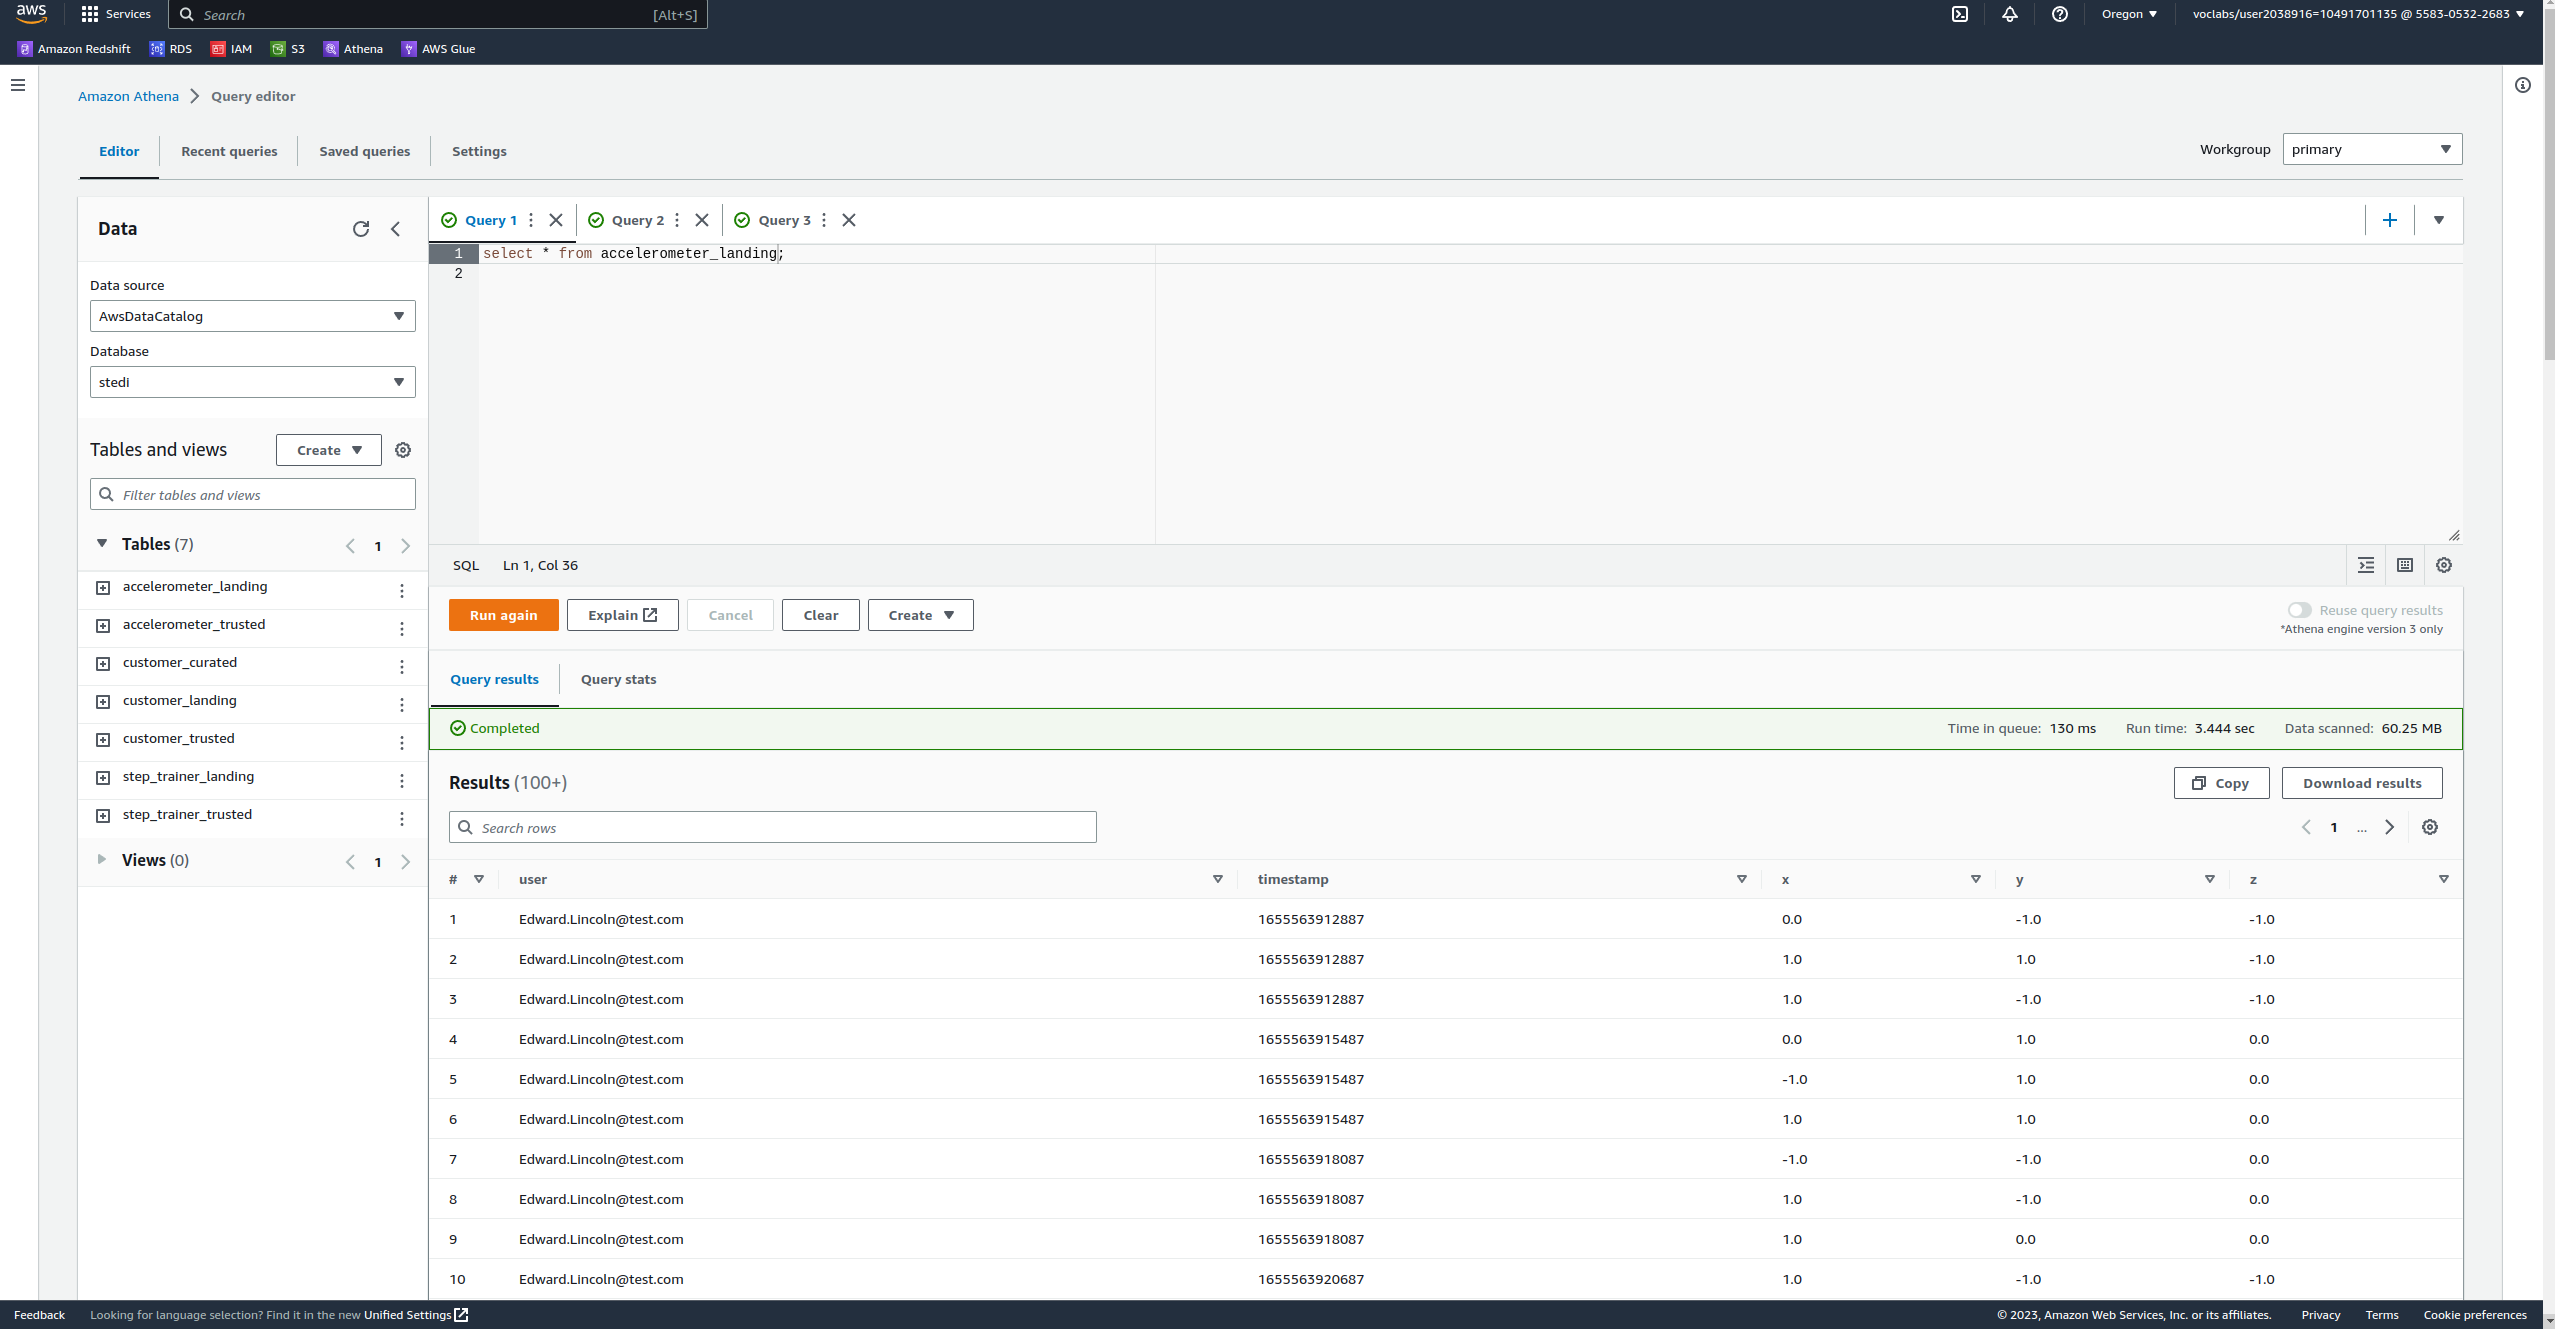 aws Services Search [Alt+S] Oregon voclabs/user2038916=10491701135 @ 5583-0532-2683
Amazon Redshift RDS IAM S3 Athena AWS Glue
Amazon Athena Query editor
Editor Recent queries Saved queries Settings Workgroup primary
Data
Data source
AwsDataCatalog
Database
stedi
Tables and views Create
Filter tables and views
Tables (7) 1
accelerometer_landing
accelerometer_trusted
customer_curated
customer_landing
customer_trusted
step_trainer_landing
step_trainer_trusted
Views (0) 1
Query 1 Query 2 Query 3
1 select * from accelerometer_landing;
2
SQL Ln 1, Col 36
Run again Explain Cancel Clear Create Reuse query results
*Athena engine version 3 only
Query results Query stats
Completed Time in queue: 130 ms Run time: 3.444 sec Data scanned: 60.25 MB
Results (100+) Copy Download results
Search rows 1 ...
# user timestamp x y z
1 Edward.Lincoln@test.com 1655563912887 0.0 -1.0 -1.0
2 Edward.Lincoln@test.com 1655563912887 1.0 1.0 -1.0
3 Edward.Lincoln@test.com 1655563912887 1.0 -1.0 -1.0
4 Edward.Lincoln@test.com 1655563915487 0.0 1.0 0.0
5 Edward.Lincoln@test.com 1655563915487 -1.0 1.0 0.0
6 Edward.Lincoln@test.com 1655563915487 1.0 1.0 0.0
7 Edward.Lincoln@test.com 1655563918087 -1.0 -1.0 0.0
8 Edward.Lincoln@test.com 1655563918087 1.0 -1.0 0.0
9 Edward.Lincoln@test.com 1655563918087 1.0 0.0 0.0
10 Edward.Lincoln@test.com 1655563920687 1.0 -1.0 -1.0
Feedback Looking for language selection? Find it in the new Unified Settings © 2023, Amazon Web Services, Inc. or its affiliates. Privacy Terms Cookie preferences